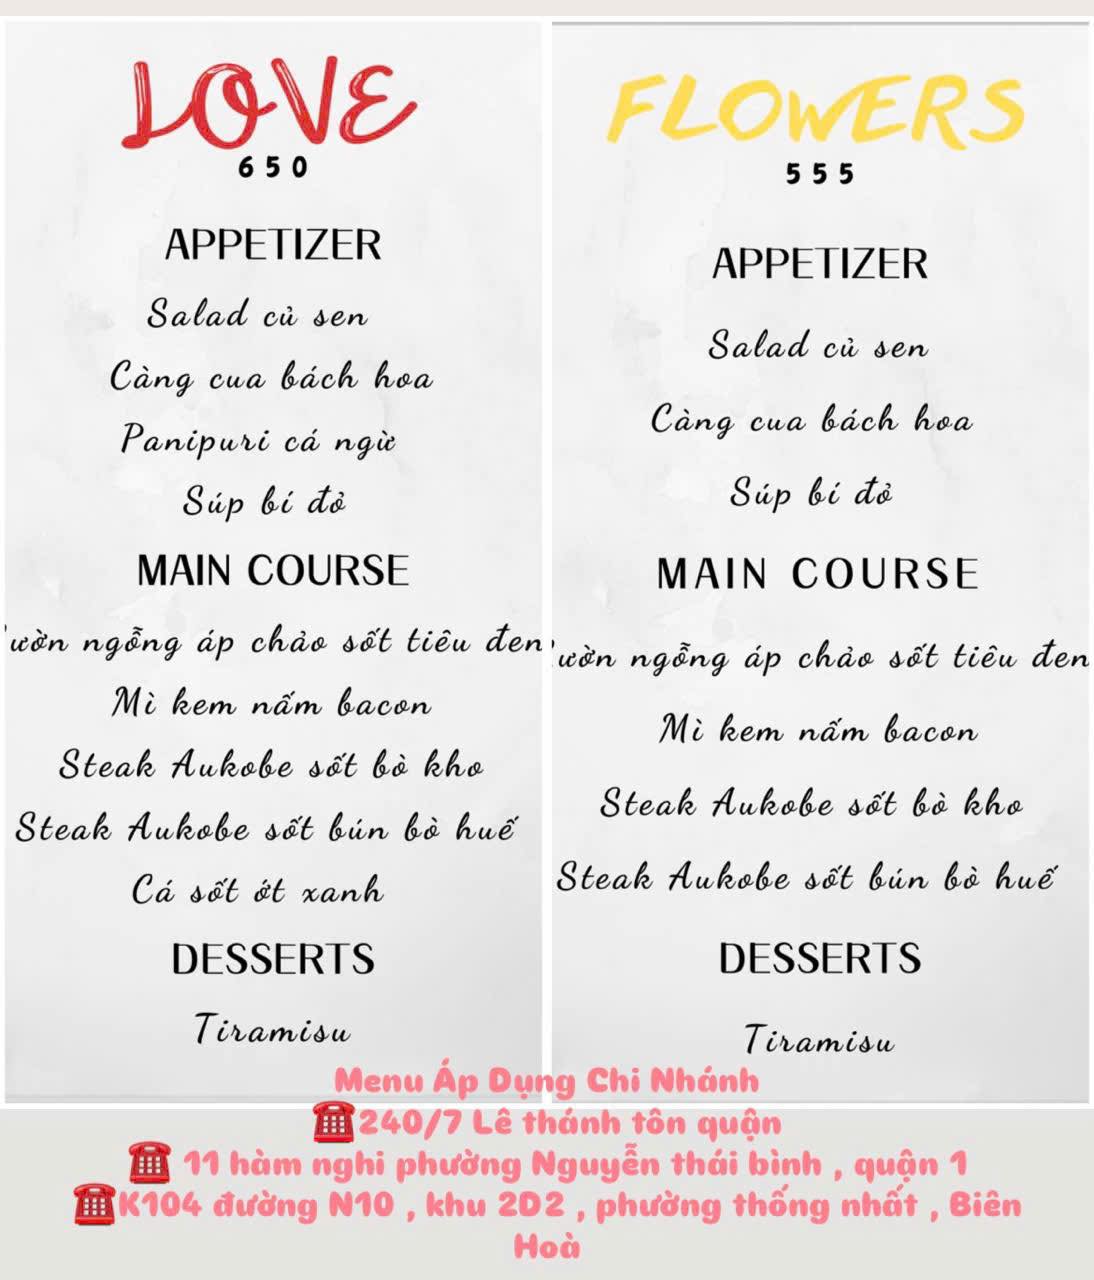 LOVE
650
APPETIZER
Salad củ sen
Càng cua bách hoa
Panipuri cá ngừ
Súp bí đỏ
MAIN COURSE
ườn ngỗng áp chảo sốt tiêu đen
Mì kem nấm bacon
Steak Aukobe sốt bò kho
Steak Aukobe sốt bún bò huế
Cá sốt ớt xanh
DESSERTS
Tiramisu
FLOWERS
555
APPETIZER
Salad củ sen
Càng cua bách hoa
Súp bí đỏ
MAIN COURSE
ườn ngỗng áp chảo sốt tiêu đen
Mì kem nấm bacon
Steak Aukobe sốt bò kho
Steak Aukobe sốt bún bò huế
DESSERTS
Tiramisu
Menu Áp Dụng Chi Nhánh
☎240/7 Lê thánh tôn quận
☎ 11 hàm nghi phường Nguyễn thái bình , quận 1
☎K104 đường N10 , khu 2D2 , phường thống nhất , Biên
Hoà